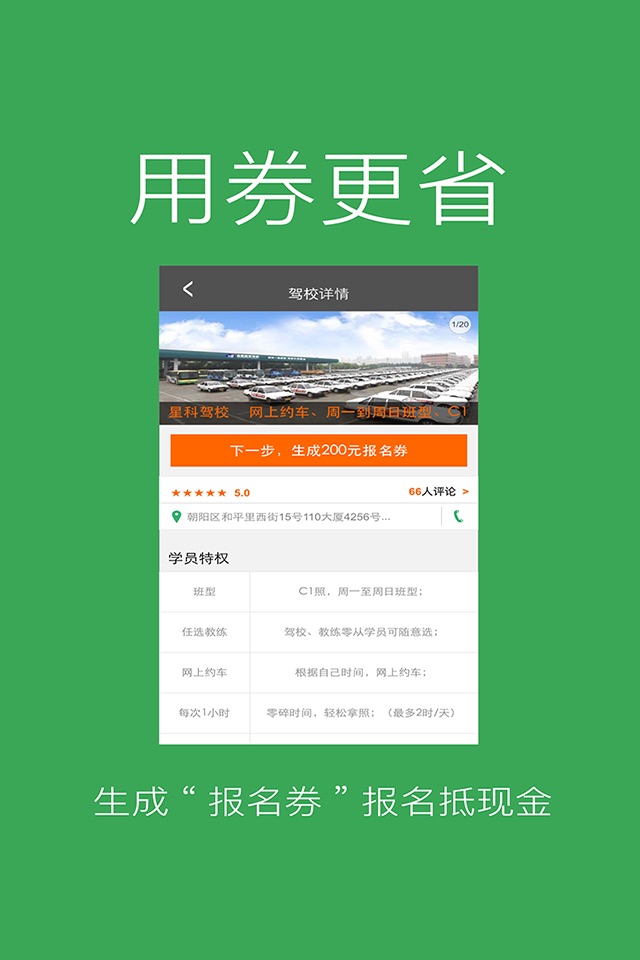 用券更省
驾校详情
1/20
星科驾校 网上约车、周一到周日班型、C1
下一步，生成200元报名券
★★★★★ 5.0 66人评论 >
朝阳区和平里西街15号110大厦4256号...
学员特权
班型 C1照，周一至周日班型；
任选教练 驾校、教练零从学员可随意选；
网上约车 根据自己时间，网上约车；
每次1小时 零碎时间，轻松拿照；（最多2时/天）
生成“报名券”报名抵现金